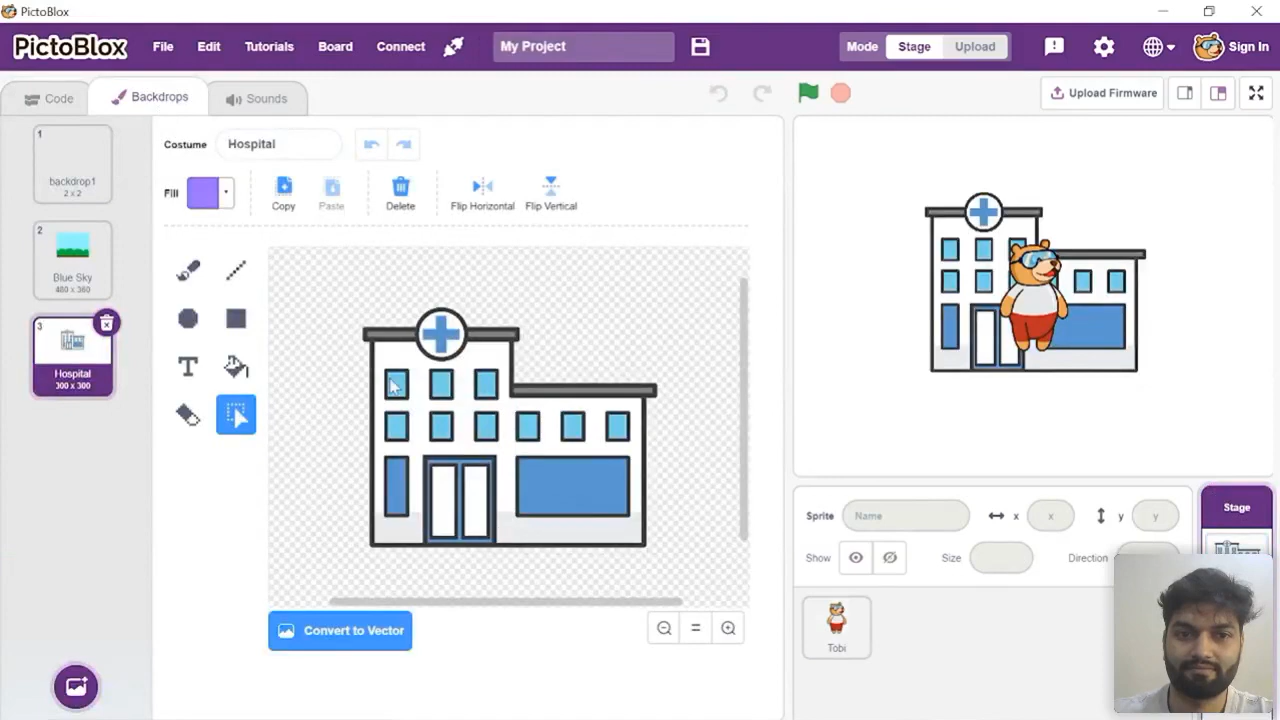 PictoBlox
PictoBlox File Edit Tutorials Board Connect My Project Mode Stage Upload Sign In
Code Backdrops Sounds Upload Firmware
1
backdrop1
2 x 2
2
Blue Sky
480 x 360
3
Hospital
300 x 300
Costume Hospital
Fill Copy Paste Delete Flip Horizontal Flip Vertical
T
Convert to Vector
Sprite Name x x y y
Show Size Direction
Tobi
Stage